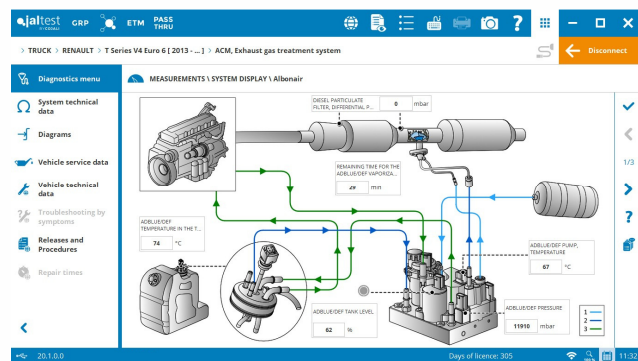 jaltest
GRP
ETM
PASS
THRU
?
> TRUCK > RENAULT > T Series V4 Euro 6 [ 2013 - ... ] > ACM, Exhaust gas treatment system
Disconnect
Diagnostics menu
MEASUREMENTS \ SYSTEM DISPLAY \ Albonair
System technical
data
Diagrams
Vehicle service data
Vehicle technical
data
Troubleshooting by
symptoms
Releases and
Procedures
Repair times
DIESEL PARTICULATE
FILTER, DIFFERENTIAL P...
0 mbar
REMAINING TIME FOR THE
ADBLUE/DEF VAPORIZA...
29 min
ADBLUE/DEF
TEMPERATURE IN THE T...
74 °C
ADBLUE/DEF PUMP,
TEMPERATURE
67 °C
ADBLUE/DEF TANK LEVEL
62 %
ADBLUE/DEF PRESSURE
11910 mbar
1
2
3
1/3
?
20.1.0.0
Days of licence: 305
11:32